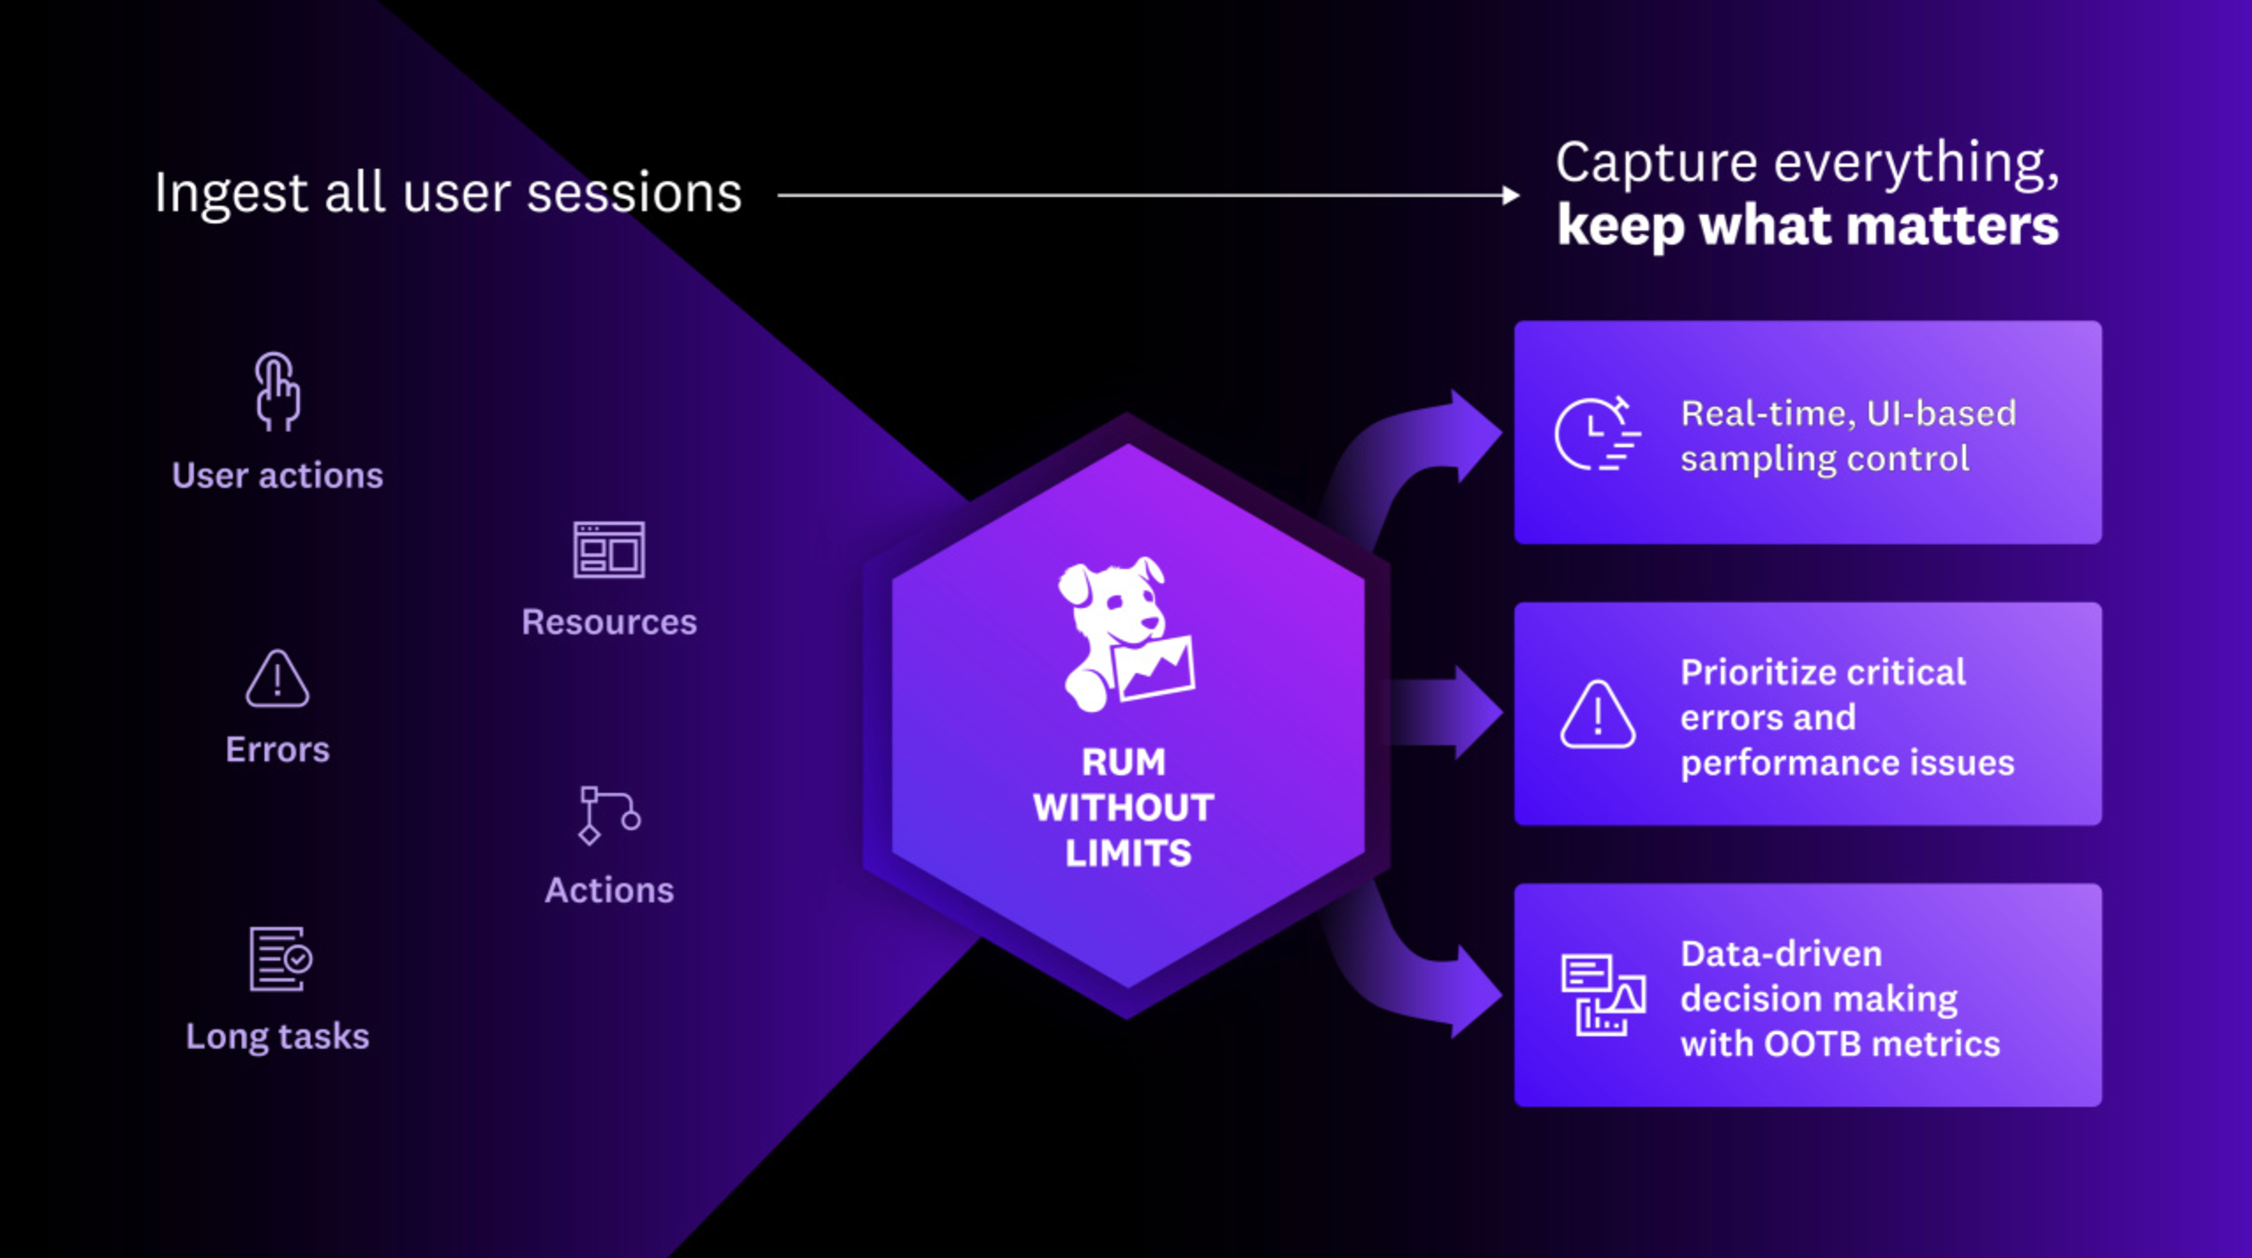 Ingest all user sessions
Capture everything,
keep what matters
User actions
Resources
Errors
Actions
Long tasks
RUM
WITHOUT
LIMITS
Real-time, UI-based
sampling control
Prioritize critical
errors and
performance issues
Data-driven
decision making
with OOTB metrics